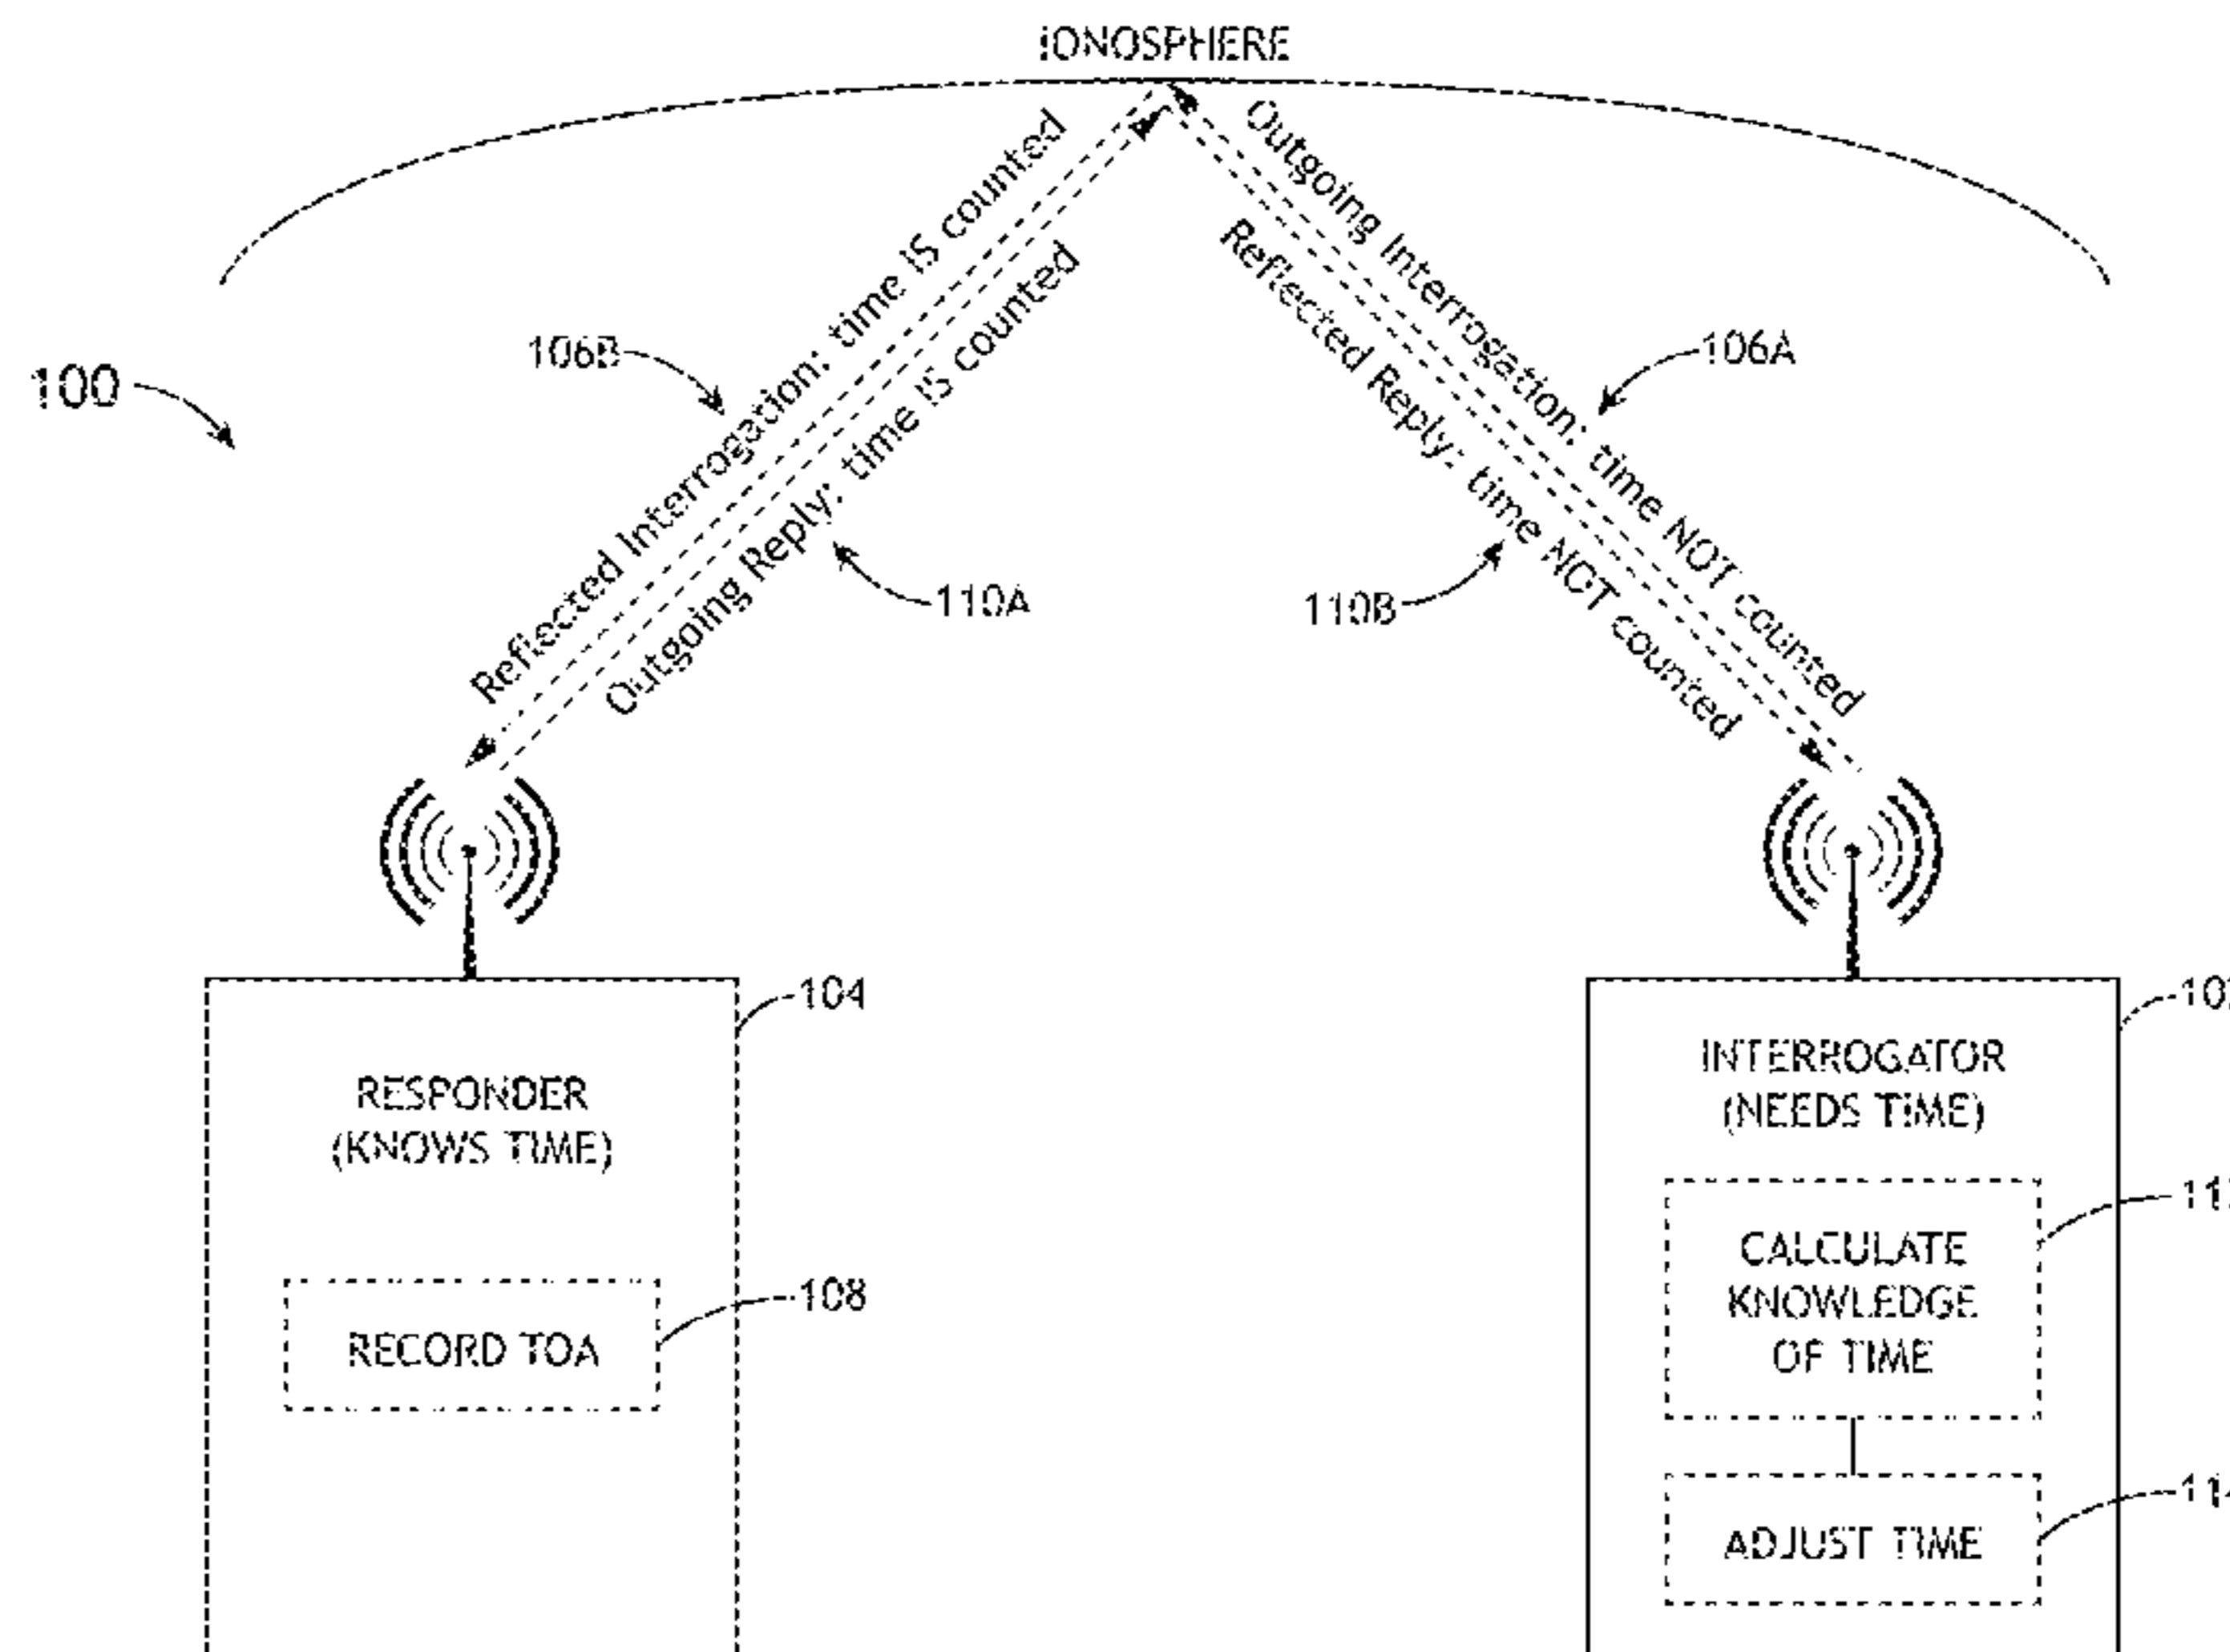 IONOSPHERE
100
106B
Reflected Interrogation: time IS counted
Outgoing Reply: time IS counted
110A
Outgoing Interrogation: time NOT counted
Reflected Reply: time NOT counted
106A
110B
104
RESPONDER
(KNOWS TIME)
108
RECORD TOA
INTERROGATOR
(NEEDS TIME)
CALCULATE
KNOWLEDGE
OF TIME
ADJUST TIME